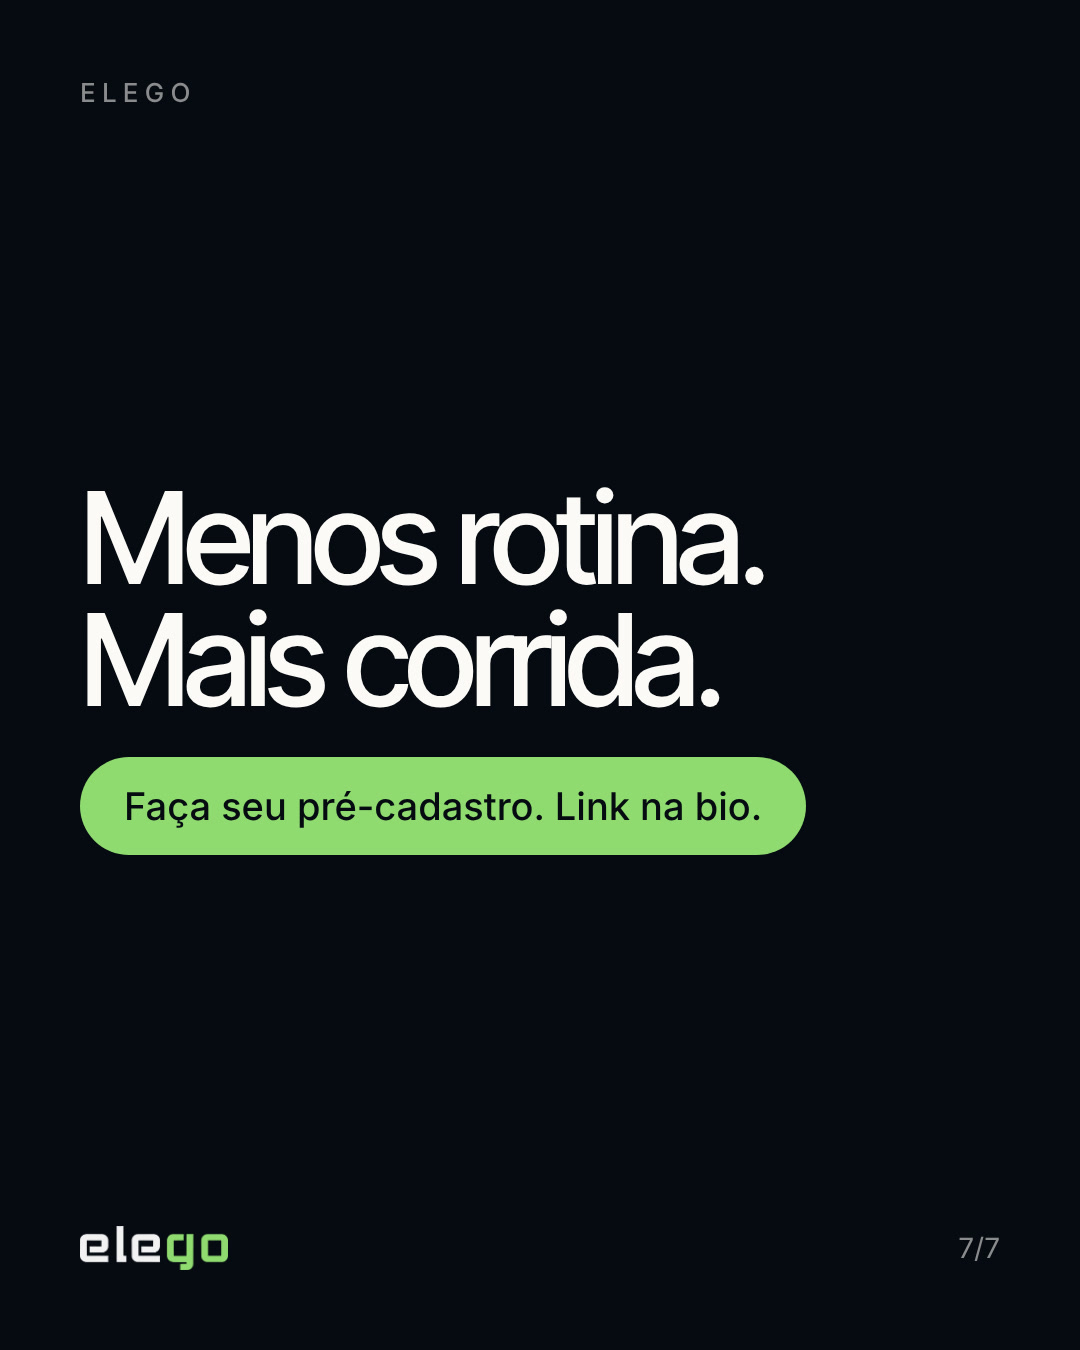 ELEGO
Menos rotina.
Mais corrida.
Faça seu pré-cadastro. Link na bio.
elego
7/7